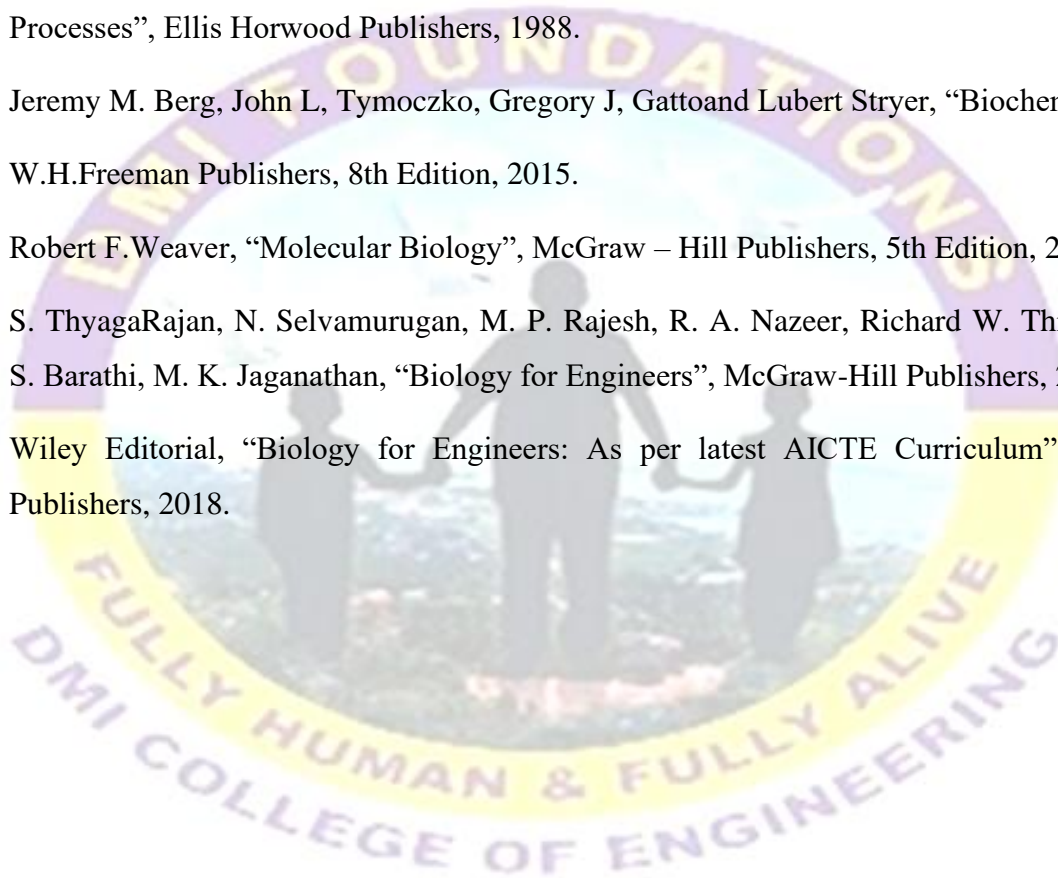 Processes”, Ellis Horwood Publishers, 1988.
Jeremy M. Berg, John L, Tymoczko, Gregory J, Gattoand Lubert Stryer, “Biochem
W.H.Freeman Publishers, 8th Edition, 2015.
Robert F.Weaver, “Molecular Biology”, McGraw – Hill Publishers, 5th Edition, 2
S. ThyagaRajan, N. Selvamurugan, M. P. Rajesh, R. A. Nazeer, Richard W. Th
S. Barathi, M. K. Jaganathan, “Biology for Engineers”, McGraw-Hill Publishers,
Wiley Editorial, “Biology for Engineers: As per latest AICTE Curriculum”
Publishers, 2018.
DMI FOUNDATIONS
FULLY HUMAN & FULLY ALIVE
DMI COLLEGE OF ENGINEERING